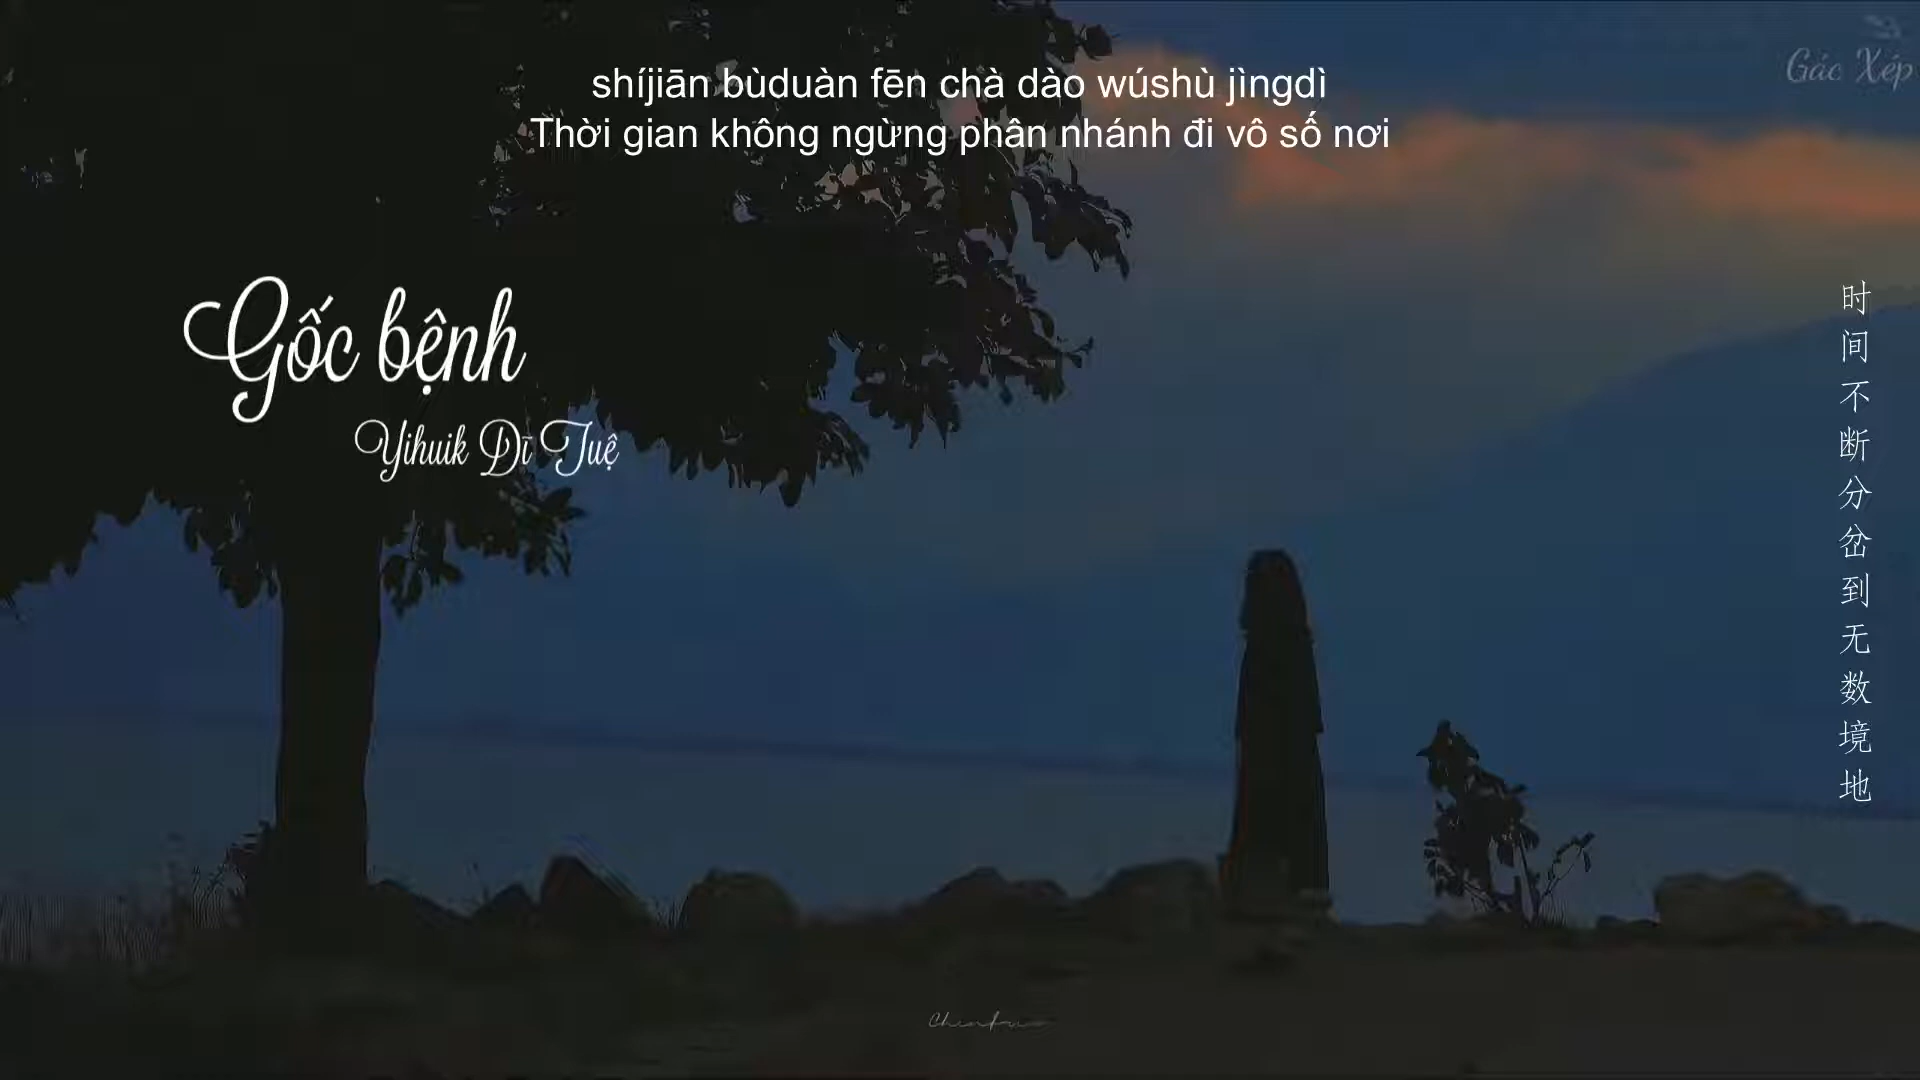 Gác Xép
shíjiān bùduàn fēn chà dào wúshù jìngdì
Thời gian không ngừng phân nhánh đi vô số nơi
Gốc bệnh
Yihuik Dĩ Tuệ
时间不断分岔到无数境地